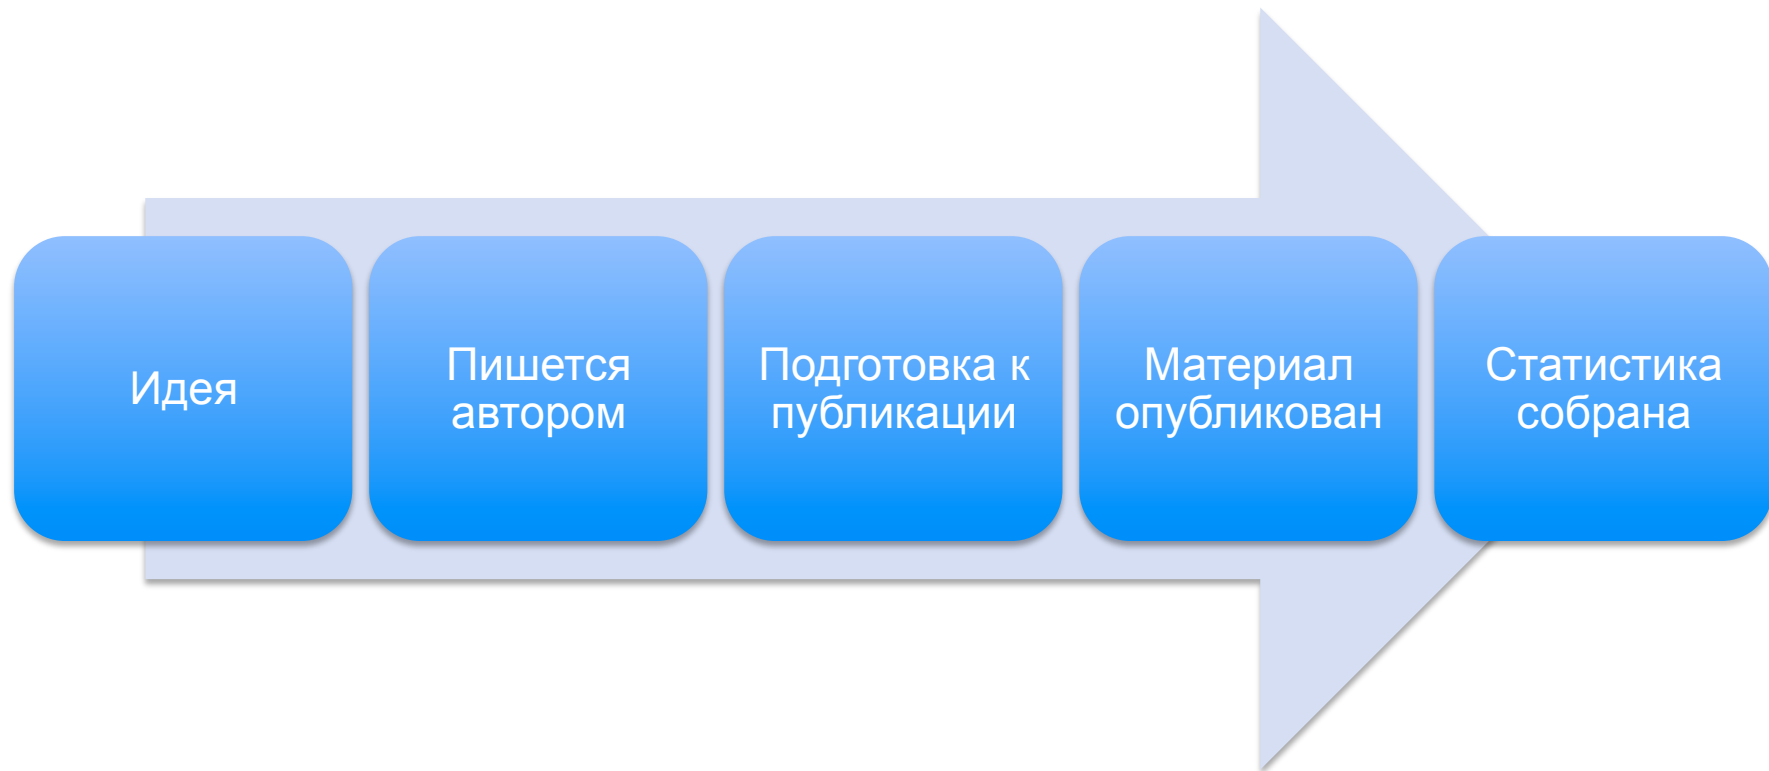 Идея
Пишется
автором
Подготовка к
публикации
Материал
опубликован
Статистика
собрана